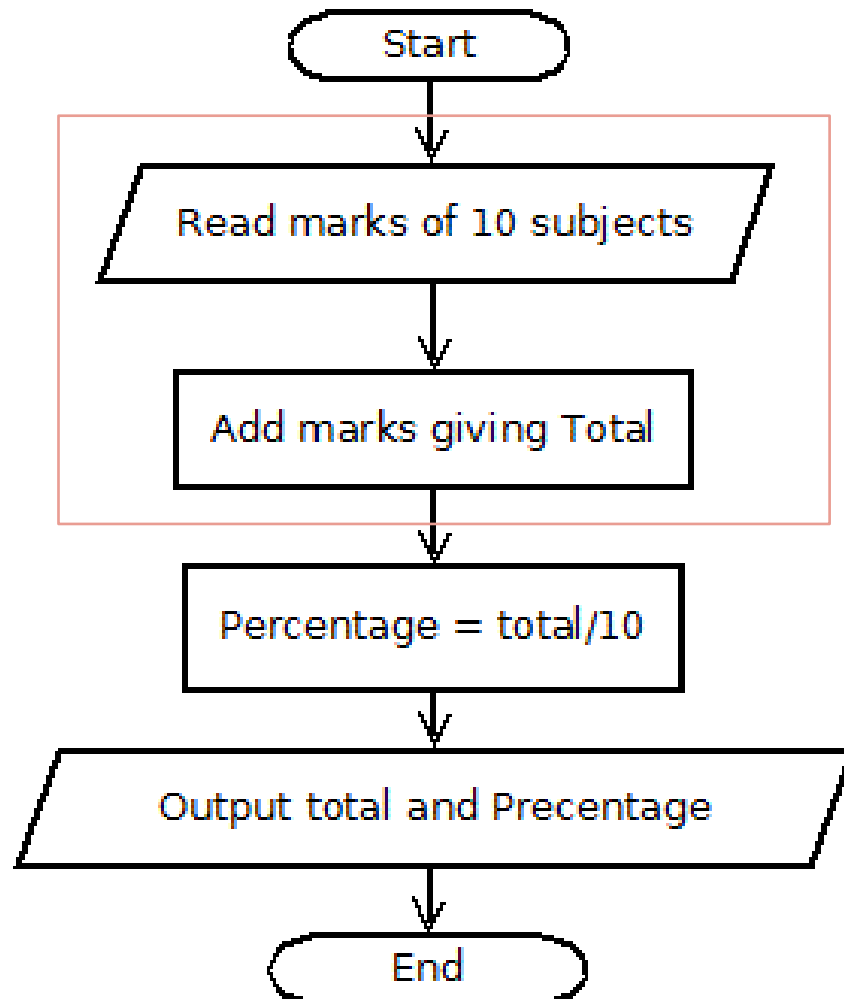 Start
Read marks of 10 subjects
Add marks giving Total
Percentage = total/10
Output total and Precentage
End